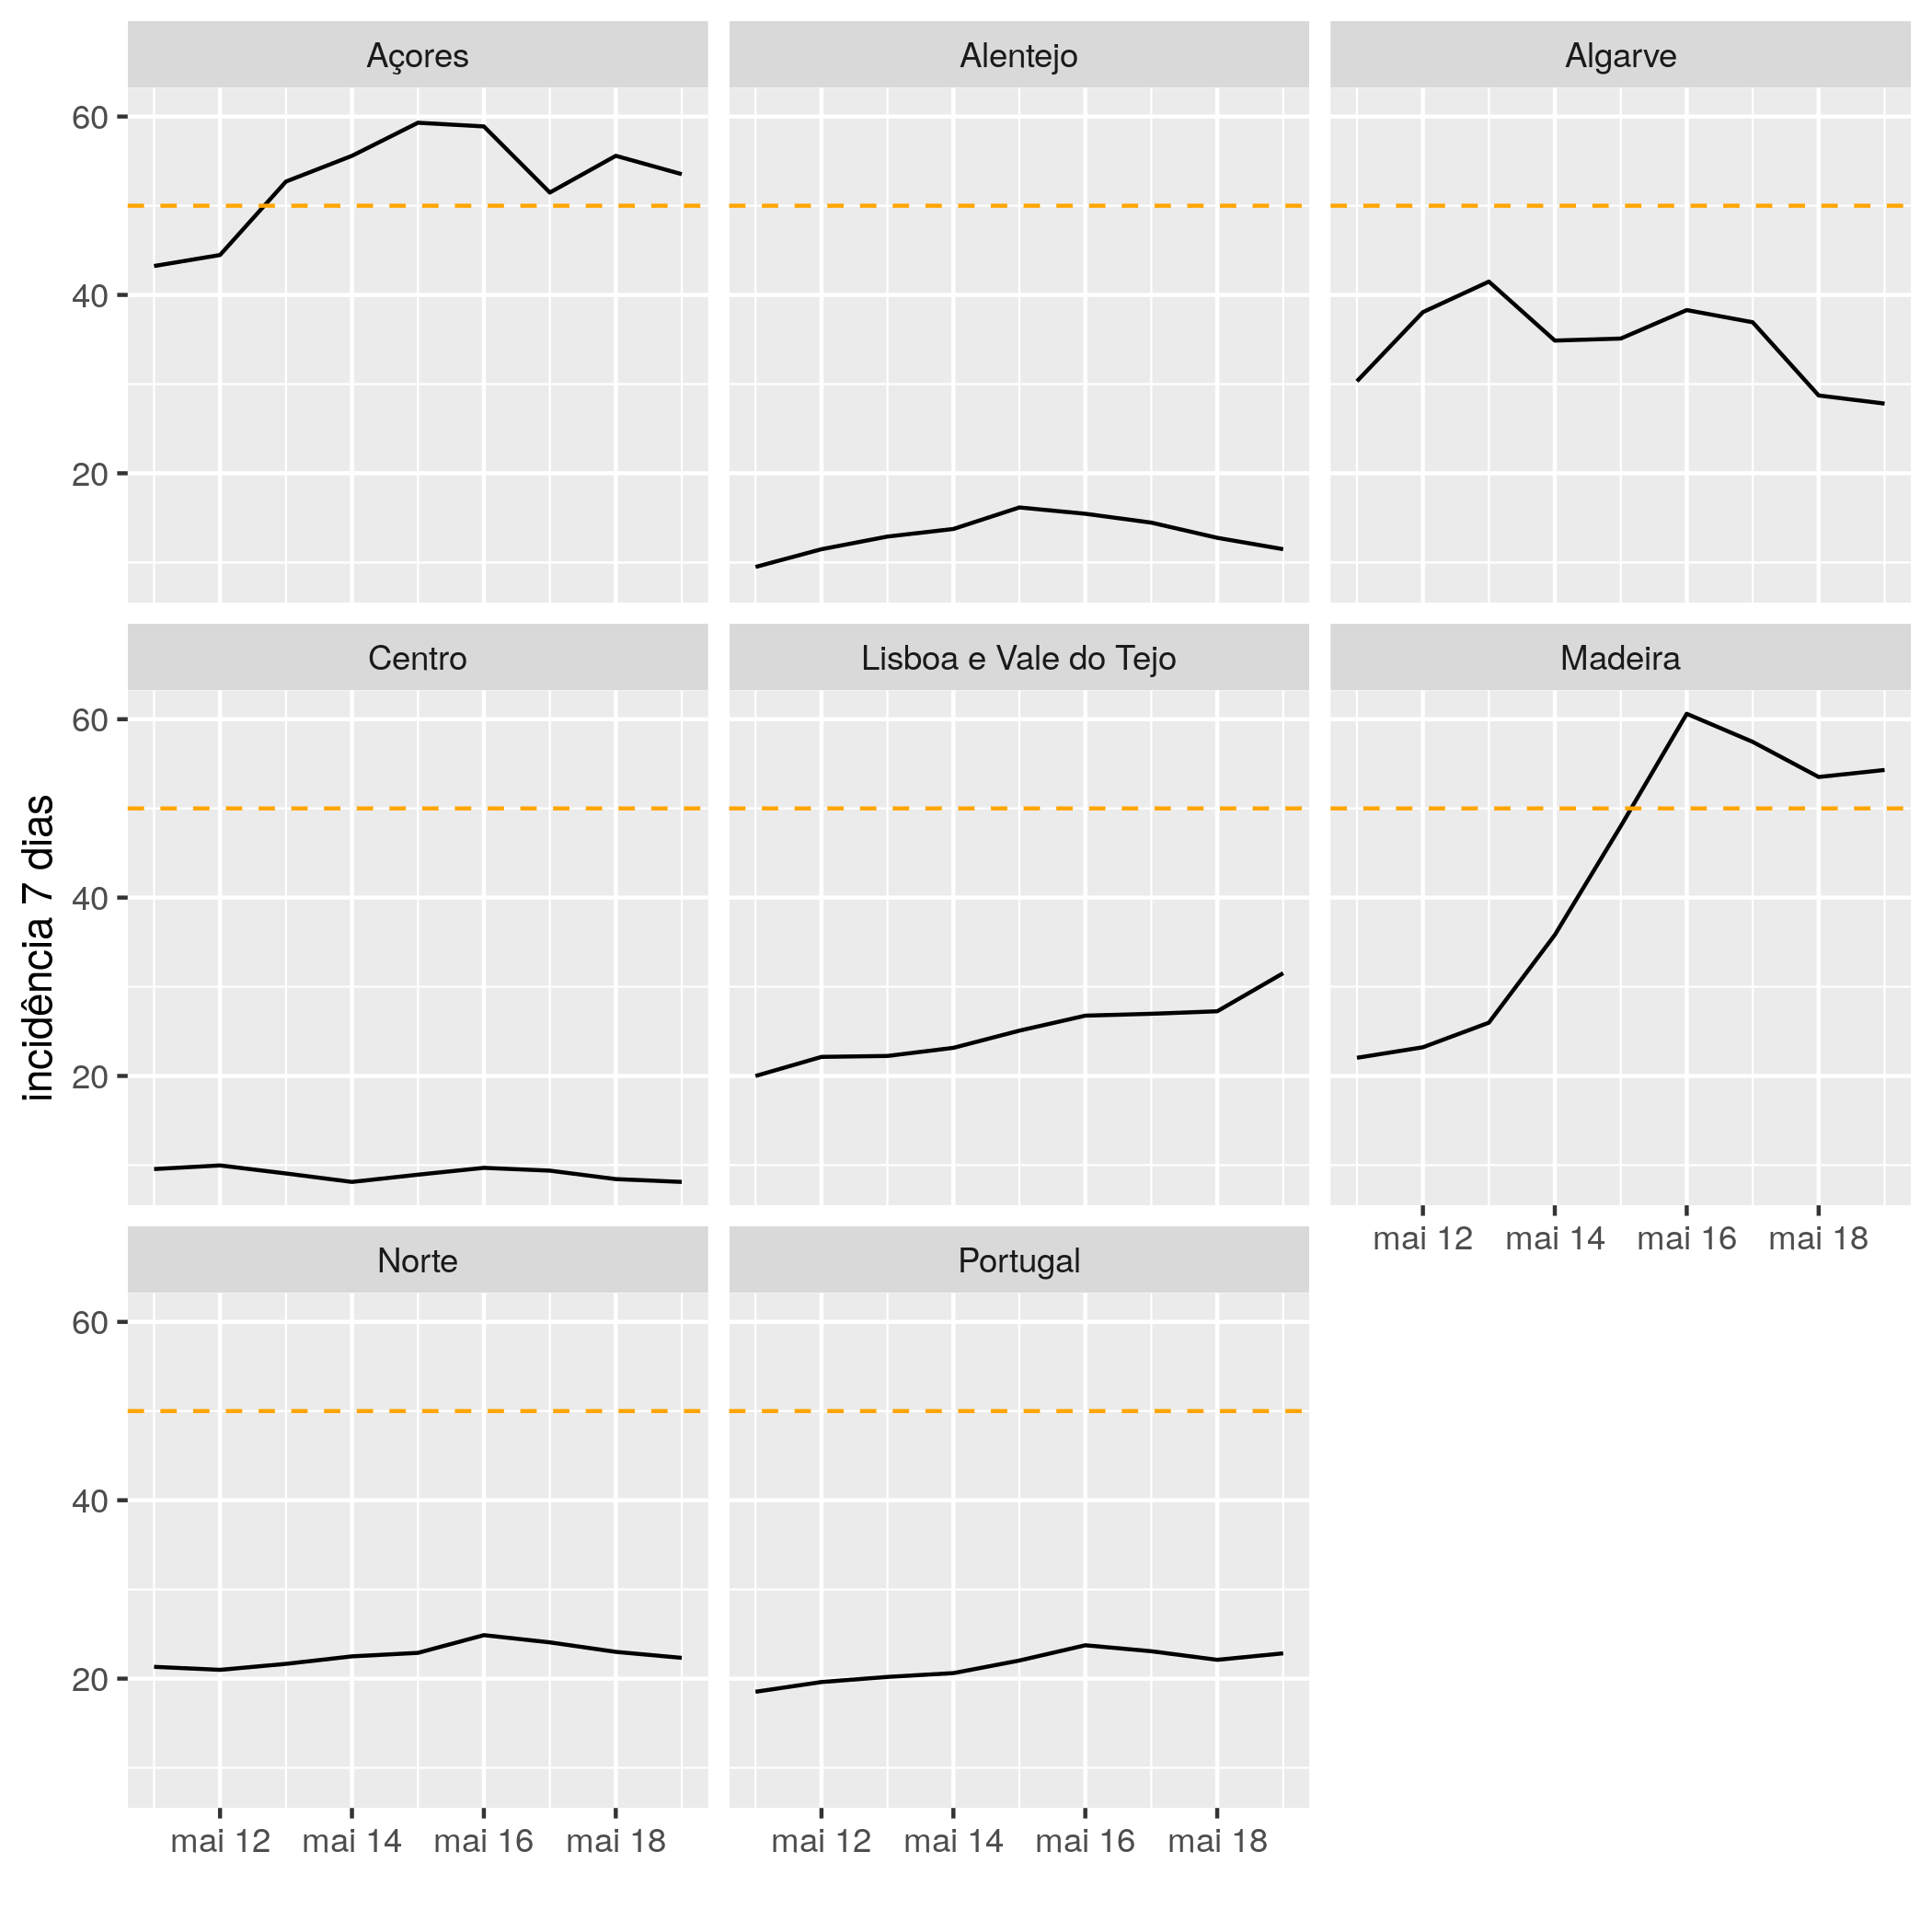 Açores
Alentejo
Algarve
60
40
20
Centro
Lisboa e Vale do Tejo
Madeira
60
40
20
incidência 7 dias
mai 12 mai 14 mai 16 mai 18
Norte
Portugal
60
40
20
mai 12 mai 14 mai 16 mai 18
mai 12 mai 14 mai 16 mai 18